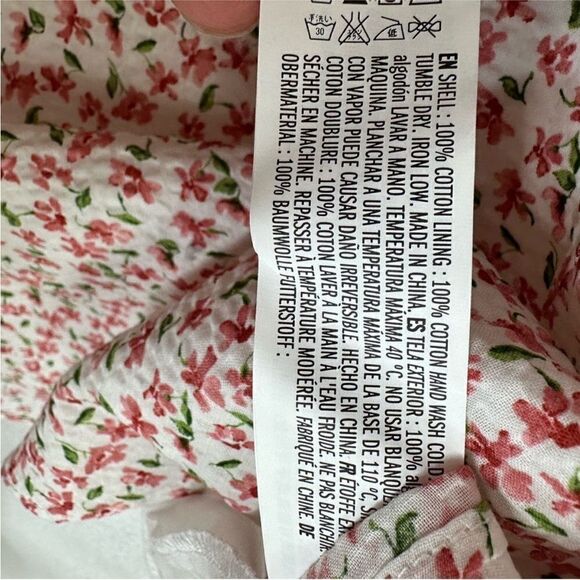 手洗い
30
低
EN SHELL : 100% COTTON LINING : 100% COTTON HAND WASH COLD
TUMBLE DRY. IRON LOW. MADE IN CHINA. ES TELA EXTERIOR : 100%
algodón LAVAR A MANO. TEMPERATURA MÁXIMA 40 °C. NO USAR BLANQU
MÁQUINA. PLANCHAR A UNA TEMPERATURA MÁXIMA DE LA BASE DE 110 °C,
CON VAPOR PUEDE CAUSAR DAÑO IRREVERSIBLE. HECHO EN CHINA. FR ÉTOFFE EX
COTON DOUBLURE : 100% COTON LAVER À LA MAIN À L'EAU FROIDE. NE PAS BLANCHIR
SÉCHER EN MACHINE. REPASSER À TEMPÉRATURE MODÉRÉE. FABRIQUÉ EN CHINE. DE
OBERMATERIAL : 100% BAUMWOLLE FUTTERSTOFF :